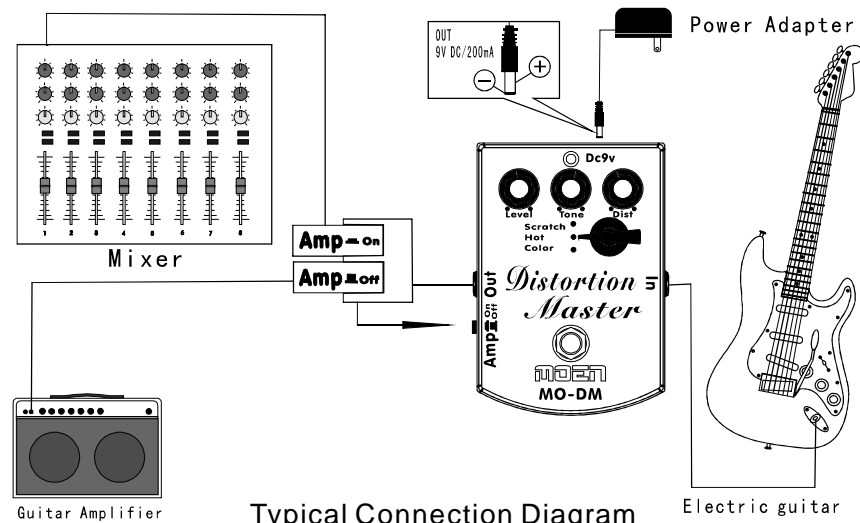 OUT
9V DC/200mA
Power Adapter
Dc9v
Level Tone Dist
Scratch
Hot
Color
1 2 3 4 5 6 7 8
Mixer
Amp On
Amp Off
Out
In
Distortion
Master
Amp On Off
MOEN
MO-DM
Guitar Amplifier
Typical Connection Diagram
Electric guitar